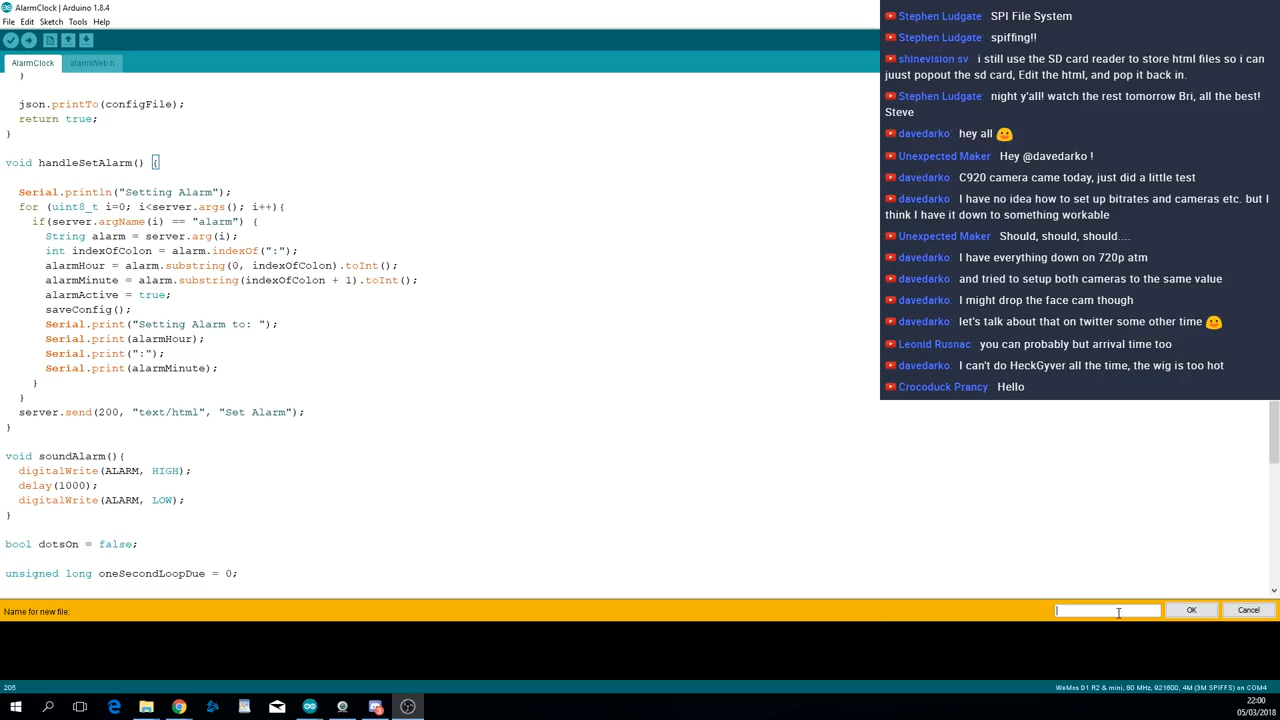 AlarmClock | Arduino 1.8.4
File Edit Sketch Tools Help
AlarmClock alarmWeb.h
}
json.printTo(configFile);
return true;
}
void handleSetAlarm() {
Serial.println("Setting Alarm");
for (uint8_t i=0; i<server.args(); i++){
if(server.argName(i) == "alarm") {
String alarm = server.arg(i);
int indexOfColon = alarm.indexOf(":");
alarmHour = alarm.substring(0, indexOfColon).toInt();
alarmMinute = alarm.substring(indexOfColon + 1).toInt();
alarmActive = true;
saveConfig();
Serial.print("Setting Alarm to: ");
Serial.print(alarmHour);
Serial.print(":");
Serial.print(alarmMinute);
}
}
server.send(200, "text/html", "Set Alarm");
}
void soundAlarm(){
digitalWrite(ALARM, HIGH);
delay(1000);
digitalWrite(ALARM, LOW);
}
bool dotsOn = false;
unsigned long oneSecondLoopDue = 0;
Stephen Ludgate: SPI File System
Stephen Ludgate: spiffing!!
shinevision sv: i still use the SD card reader to store html files so i can
juust popout the sd card, Edit the html, and pop it back in.
Stephen Ludgate: night y'all! watch the rest tomorrow Bri, all the best!
Steve
davedarko: hey all
Unexpected Maker: Hey @davedarko !
davedarko: C920 camera came today, just did a little test
davedarko: I have no idea how to set up bitrates and cameras etc. but I
think I have it down to something workable
Unexpected Maker: Should, should, should....
davedarko: I have everything down on 720p atm
davedarko: and tried to setup both cameras to the same value
davedarko: I might drop the face cam though
davedarko: let's talk about that on twitter some other time
Leonid Rusnac: you can probably but arrival time too
davedarko: I can't do HeckGyver all the time, the wig is too hot
Crocoduck Prancy: Hello
Name for new file: OK Cancel
205 WeMos D1 R2 & mini, 80 MHz, 921600, 4M (3M SPIFFS) on COM4
22:00
05/03/2018